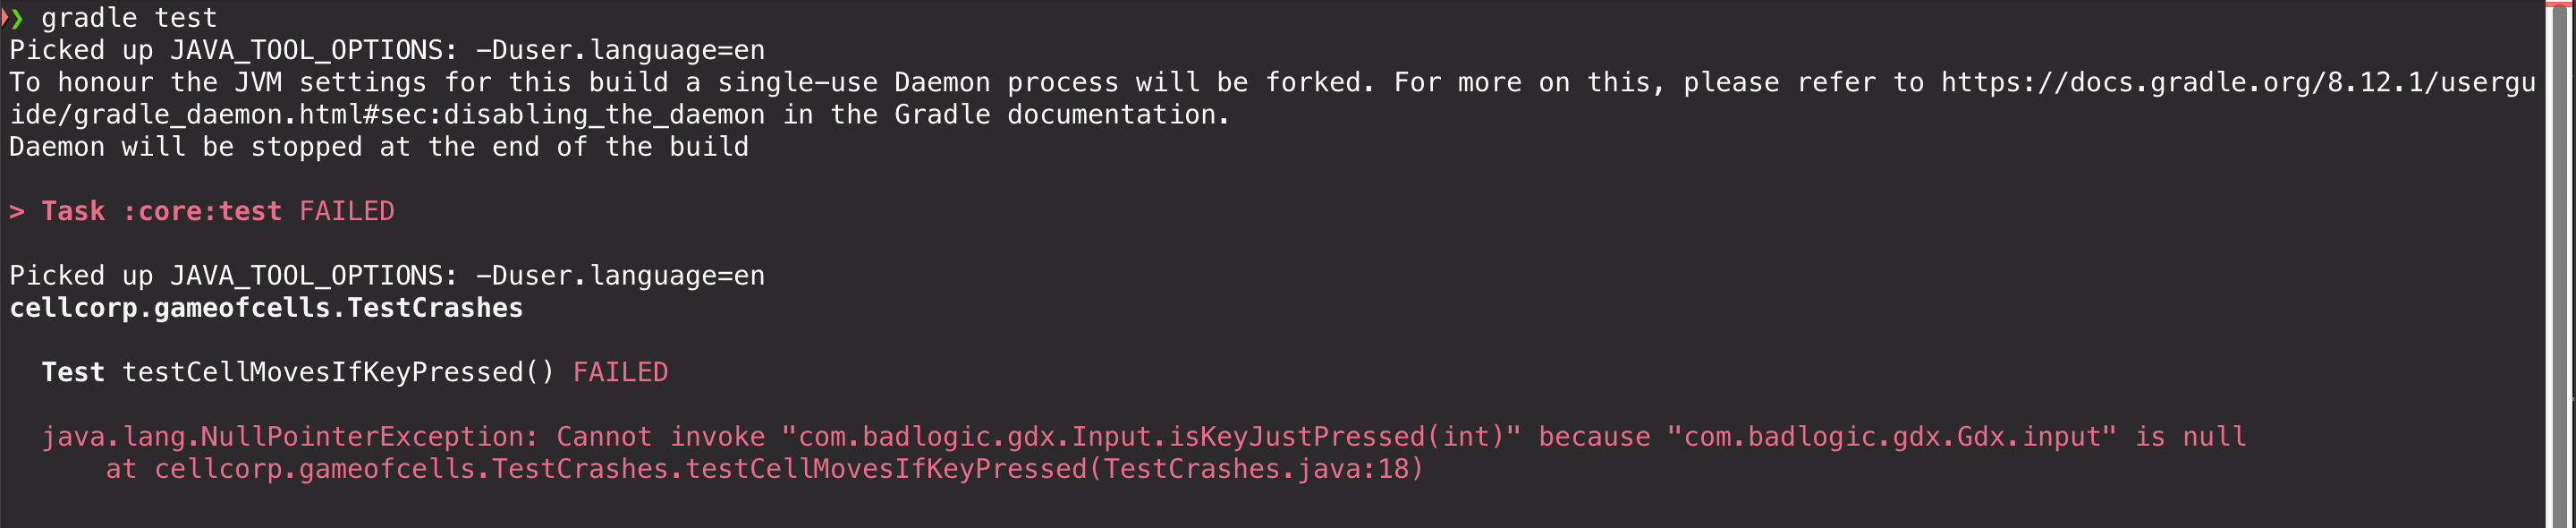 ❯ gradle test
Picked up JAVA_TOOL_OPTIONS: -Duser.language=en
To honour the JVM settings for this build a single-use Daemon process will be forked. For more on this, please refer to https://docs.gradle.org/8.12.1/usergu
ide/gradle_daemon.html#sec:disabling_the_daemon in the Gradle documentation.
Daemon will be stopped at the end of the build
> Task :core:test FAILED
Picked up JAVA_TOOL_OPTIONS: -Duser.language=en
cellcorp.gameofcells.TestCrashes
Test testCellMovesIfKeyPressed() FAILED
java.lang.NullPointerException: Cannot invoke "com.badlogic.gdx.Input.isKeyJustPressed(int)" because "com.badlogic.gdx.Gdx.input" is null
at cellcorp.gameofcells.TestCrashes.testCellMovesIfKeyPressed(TestCrashes.java:18)